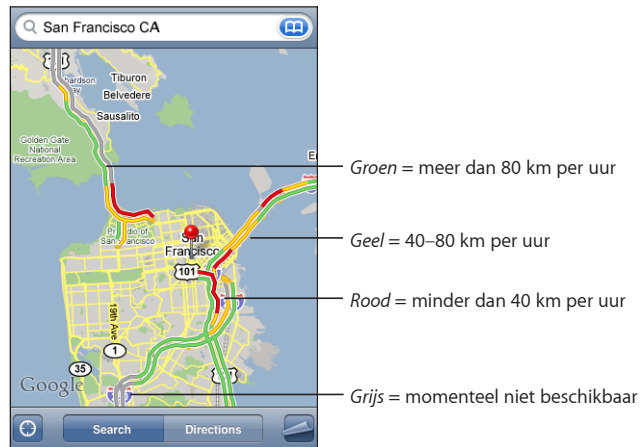 San Francisco CA
Tiburon
Belvedere
Sausalito
Golden Gate
National
Recreation Area
Groen = meer dan 80 km per uur
San
Francisco
Geel = 40–80 km per uur
101
19th Ave
Rood = minder dan 40 km per uur
1
35
Google
Grijs = momenteel niet beschikbaar
Search
Directions